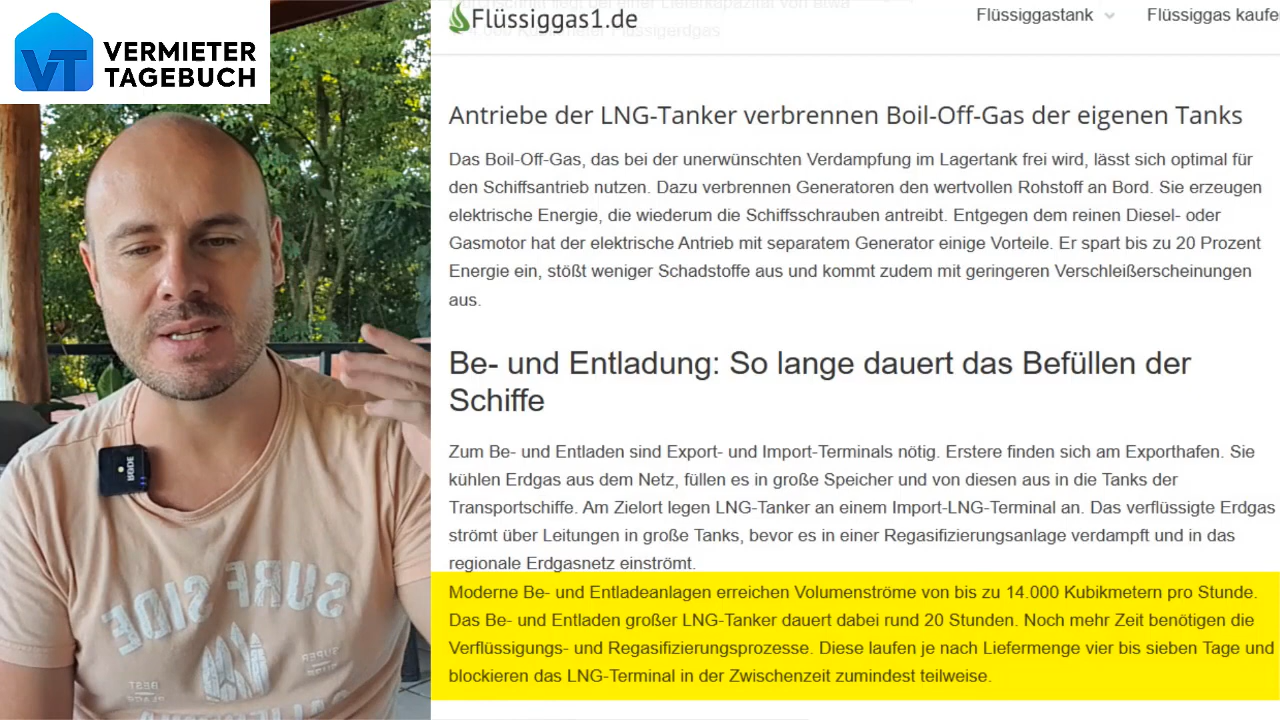 VERMIETER
TAGEBUCH
VT
Flüssiggas1.de
Flüssiggastank
Flüssiggas kaufe
Antriebe der LNG-Tanker verbrennen Boil-Off-Gas der eigenen Tanks
Das Boil-Off-Gas, das bei der unerwünschten Verdampfung im Lagertank frei wird, lässt sich optimal für
den Schiffsantrieb nutzen. Dazu verbrennen Generatoren den wertvollen Rohstoff an Bord. Sie erzeugen
elektrische Energie, die wiederum die Schiffsschrauben antreibt. Entgegen dem reinen Diesel- oder
Gasmotor hat der elektrische Antrieb mit separatem Generator einige Vorteile. Er spart bis zu 20 Prozent
Energie ein, stößt weniger Schadstoffe aus und kommt zudem mit geringeren Verschleißerscheinungen
aus.
Be- und Entladung: So lange dauert das Befüllen der
Schiffe
Zum Be- und Entladen sind Export- und Import-Terminals nötig. Erstere finden sich am Exporthafen. Sie
kühlen Erdgas aus dem Netz, füllen es in große Speicher und von diesen aus in die Tanks der
Transportschiffe. Am Zielort legen LNG-Tanker an einem Import-LNG-Terminal an. Das verflüssigte Erdgas
strömt über Leitungen in große Tanks, bevor es in einer Regasifizierungsanlage verdampft und in das
regionale Erdgasnetz einströmt.
Moderne Be- und Entladeanlagen erreichen Volumenströme von bis zu 14.000 Kubikmetern pro Stunde.
Das Be- und Entladen großer LNG-Tanker dauert dabei rund 20 Stunden. Noch mehr Zeit benötigen die
Verflüssigungs- und Regasifizierungsprozesse. Diese laufen je nach Liefermenge vier bis sieben Tage und
blockieren das LNG-Terminal in der Zwischenzeit zumindest teilweise.
RØDE
SURF SIDE